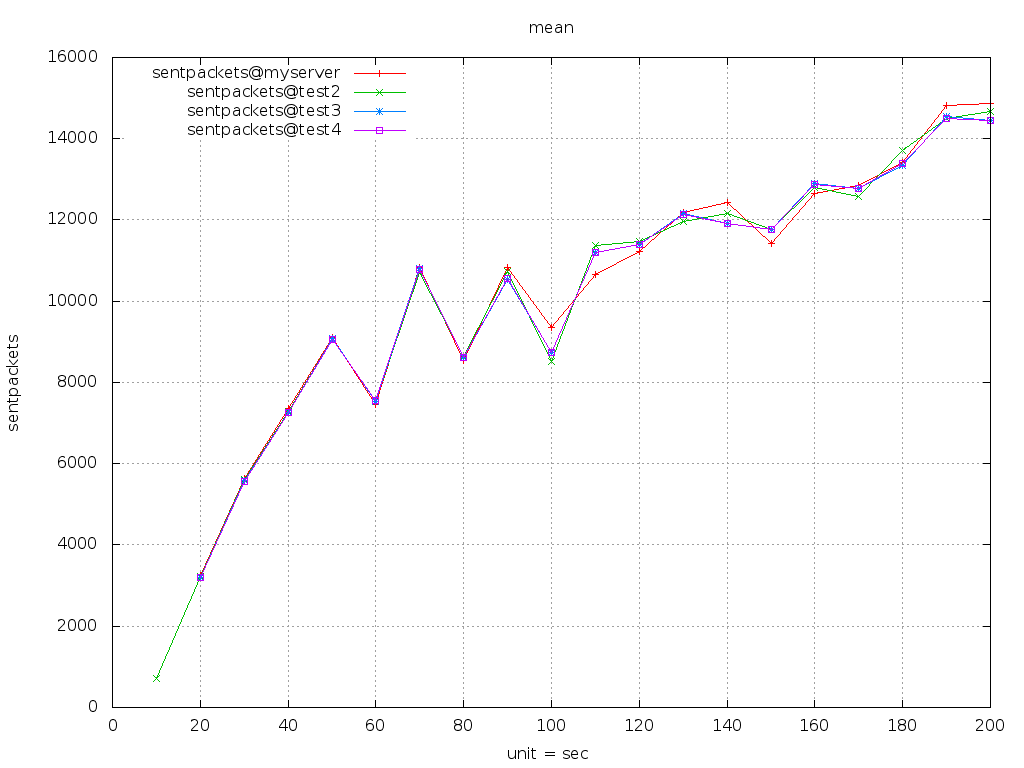 mean
16000
14000
12000
10000
8000
6000
4000
2000
0
sentpackets
sentpackets@myserver
sentpackets@test2
sentpackets@test3
sentpackets@test4
0 20 40 60 80 100 120 140 160 180 200
unit = sec